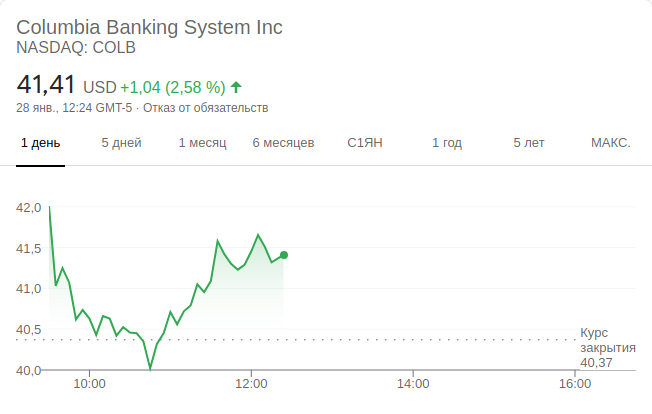 Columbia Banking System Inc
NASDAQ: COLB
41,41 USD +1,04 (2,58 %)
28 янв., 12:24 GMT-5 · Отказ от обязательств
1 день 5 дней 1 месяц 6 месяцев С1ЯН 1 год 5 лет МАКС.
42,0
41,5
41,0
40,5
40,0
Курс
закрытия
40,37
10:00 12:00 14:00 16:00